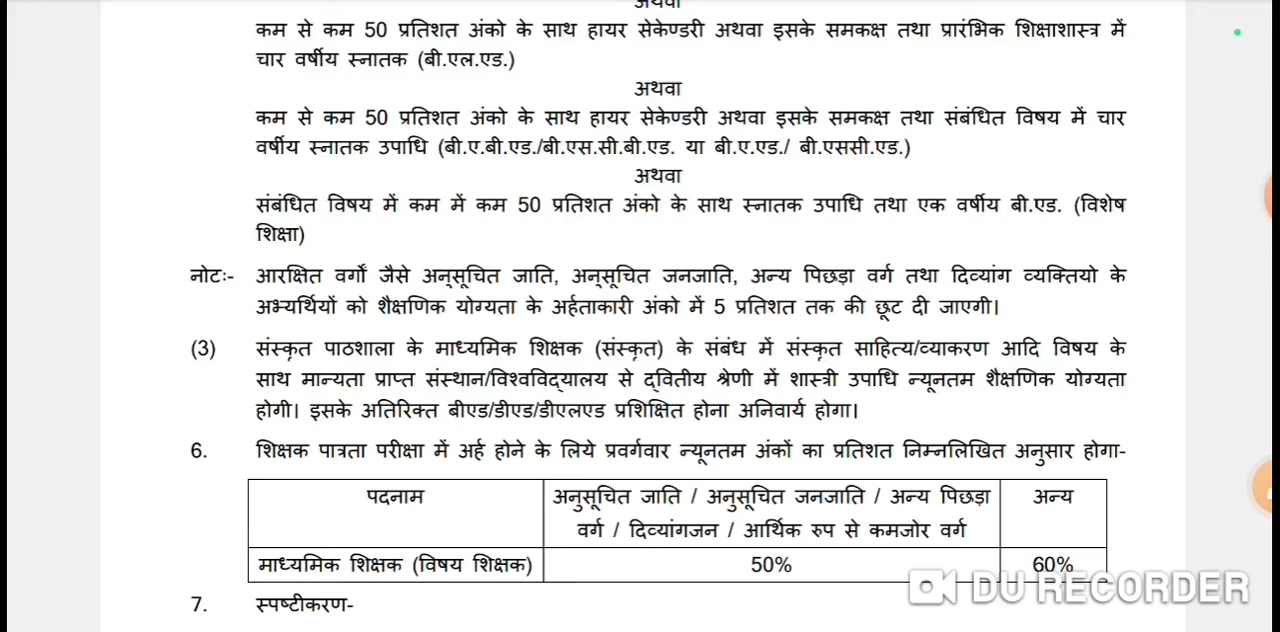 अथवा
कम से कम 50 प्रतिशत अंको के साथ हायर सेकेण्डरी अथवा इसके समकक्ष तथा प्रारंभिक शिक्षाशास्त्र में
चार वर्षीय स्नातक (बी.एल.एड.)
अथवा
कम से कम 50 प्रतिशत अंको के साथ हायर सेकेण्डरी अथवा इसके समकक्ष तथा संबंधित विषय में चार
वर्षीय स्नातक उपाधि (बी.ए.बी.एड./बी.एस.सी.बी.एड. या बी.ए.एड./ बी.एससी.एड.)
अथवा
संबंधित विषय में कम में कम 50 प्रतिशत अंको के साथ स्नातक उपाधि तथा एक वर्षीय बी.एड. (विशेष
शिक्षा)
नोटः- आरक्षित वर्गों जैसे अनुसूचित जाति, अनुसूचित जनजाति, अन्य पिछड़ा वर्ग तथा दिव्यांग व्यक्तियो के
अभ्यर्थियों को शैक्षणिक योग्यता के अर्हताकारी अंको में 5 प्रतिशत तक की छूट दी जाएगी।
(3) संस्कृत पाठशाला के माध्यमिक शिक्षक (संस्कृत) के संबंध में संस्कृत साहित्य/व्याकरण आदि विषय के
साथ मान्यता प्राप्त संस्थान/विश्वविद्यालय से द्वितीय श्रेणी में शास्त्री उपाधि न्यूनतम शैक्षणिक योग्यता
होगी। इसके अतिरिक्त बीएड/डीएड/डीएलएड प्रशिक्षित होना अनिवार्य होगा।
6. शिक्षक पात्रता परीक्षा में अर्ह होने के लिये प्रवर्गवार न्यूनतम अंकों का प्रतिशत निम्नलिखित अनुसार होगा-
पदनाम अनुसूचित जाति / अनुसूचित जनजाति / अन्य पिछड़ा अन्य
वर्ग / दिव्यांगजन / आर्थिक रुप से कमजोर वर्ग
माध्यमिक शिक्षक (विषय शिक्षक) 50% 60%
DU RECORDER
7. स्पष्टीकरण-